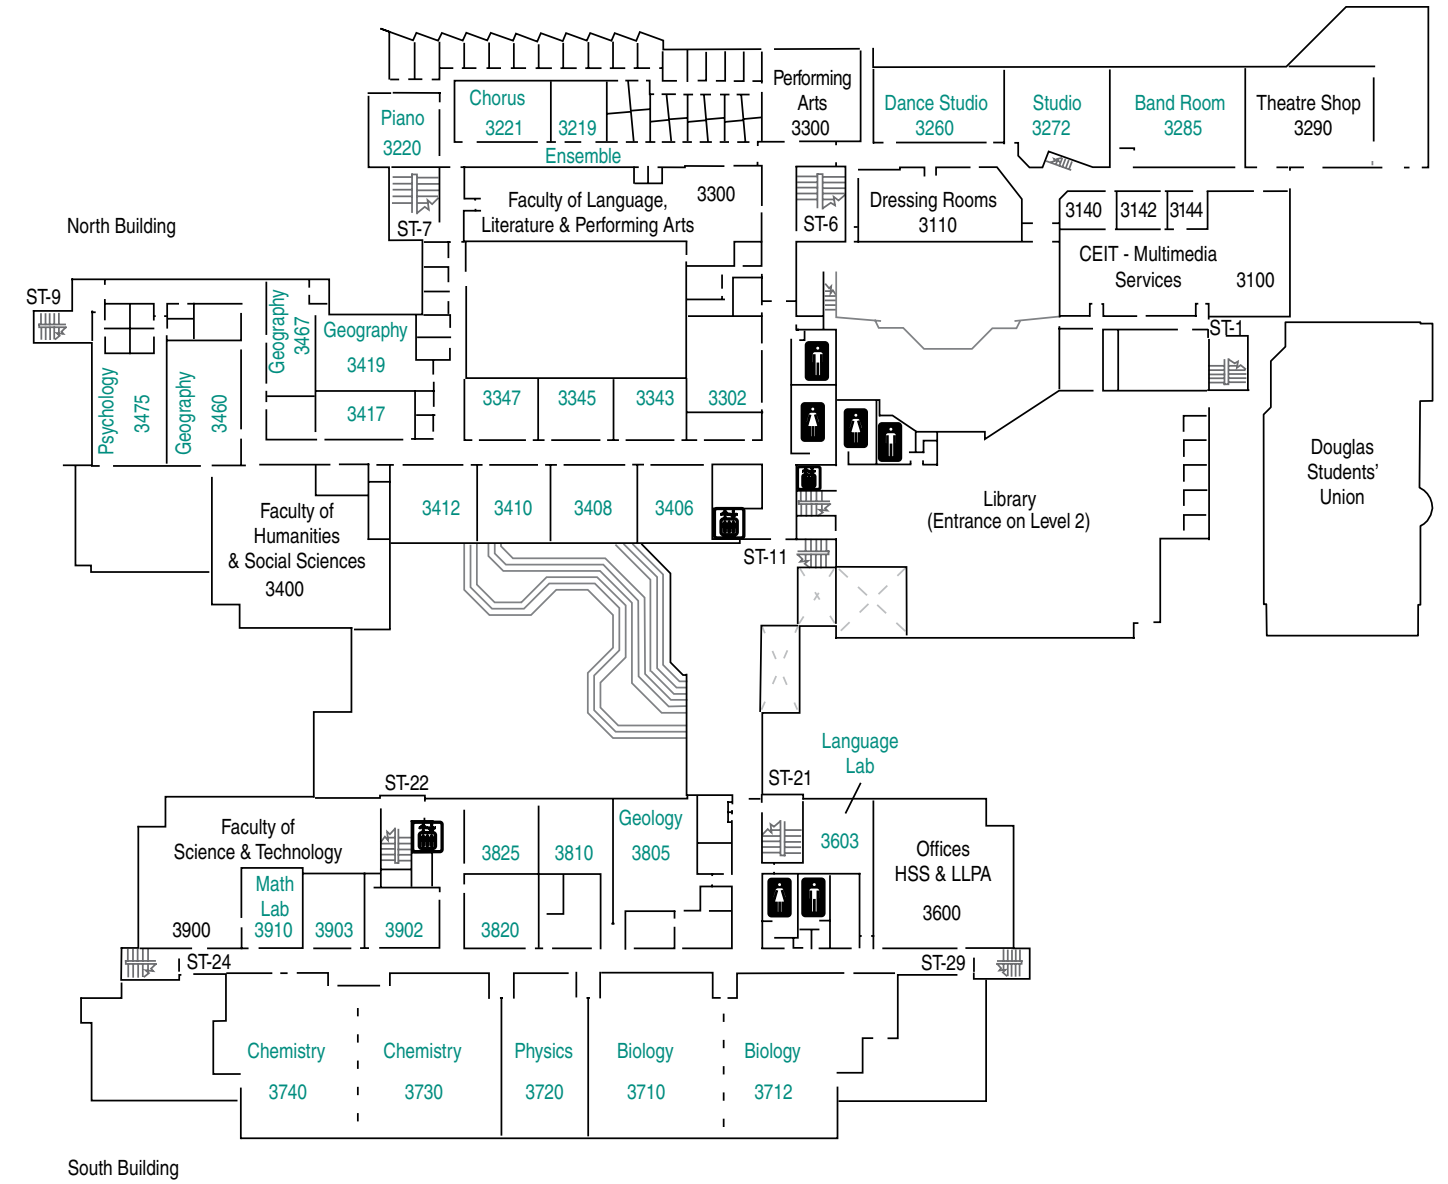 Performing
Arts
3300
Chorus
3221
3219
Dance Studio
3260
Studio
3272
Band Room
3285
Theatre Shop
3290
Piano
3220
Ensemble
Faculty of Language,
Literature & Performing Arts
3300
Dressing Rooms
3110
3140
3142
3144
ST-7
ST-6
North Building
CEIT - Multimedia
Services
3100
ST-9
Geography
3467
Geography
3419
ST-1
Psychology
3475
Geography
3460
3417
3347
3345
3343
3302
Douglas
Students’
Union
Faculty of
Humanities
& Social Sciences
3400
3412
3410
3408
3406
Library
(Entrance on Level 2)
ST-11
Language
Lab
ST-22
ST-21
Faculty of
Science & Technology
Geology
3805
3825
3810
3603
Offices
HSS & LLPA
3600
Math
Lab
3910
3900
3903
3902
3820
ST-24
ST-29
Chemistry
3740
Chemistry
3730
Physics
3720
Biology
3710
Biology
3712
South Building